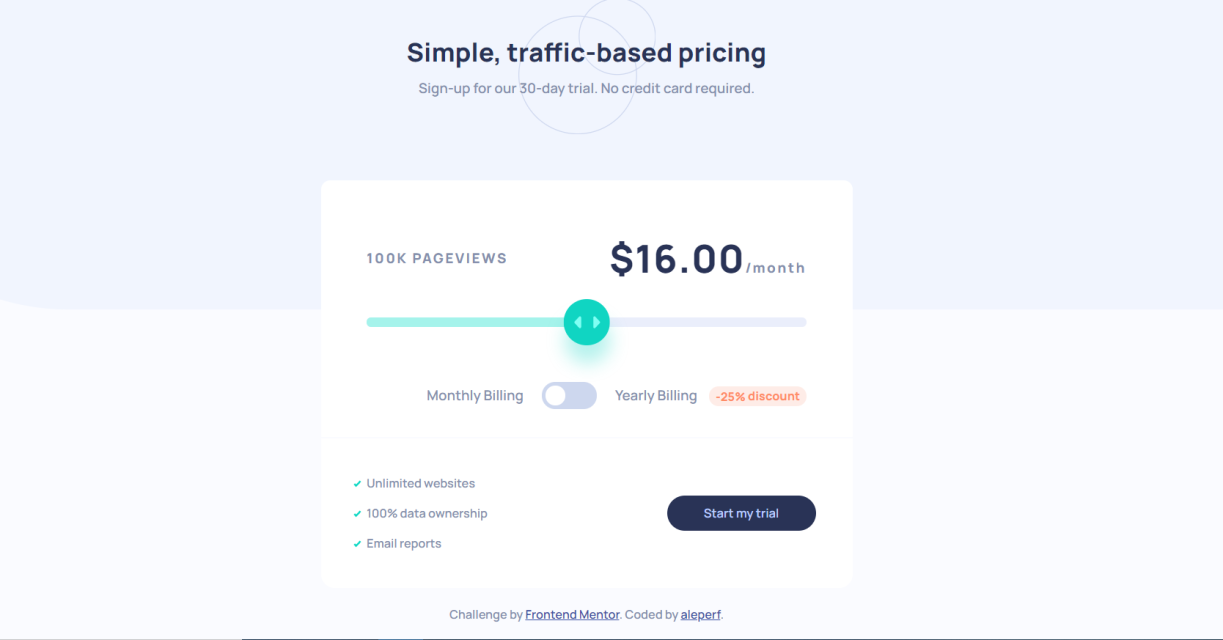 Simple, traffic-based pricing
Sign-up for our 30-day trial. No credit card required.
100K PAGEVIEWS
$16.00/month
Monthly Billing
Yearly Billing
-25% discount
Unlimited websites
100% data ownership
Email reports
Start my trial
Challenge by Frontend Mentor. Coded by aleperf.